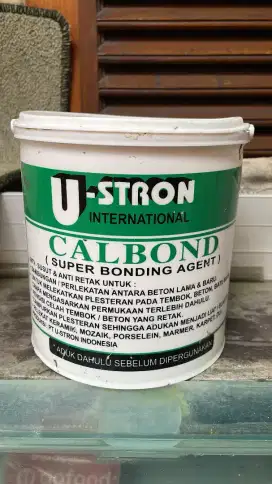 U-STRON
INTERNATIONAL
CALBOND
( SUPER BONDING AGENT )
SUSUT & ANTI RETAK UNTUK :
/ PERLEKATAN ANTARA BETON LAMA & BARU
MELEKATKAN PLESTERAN PADA TEMBOK, BETON,
MENGASARKAN PERMUKAAN TERLEBIH DAHULU
CELAH TEMBOK / BETON YANG RETAK.
PLESTERAN SEHINGGA ADUKAN MENJADI
KERAMIK, MOZAIK, PORSELEIN, MARMER, KARPET,
PT U-STRON INDONESIA
ADUK DAHULU SEBELUM DIPERGUNAKAN